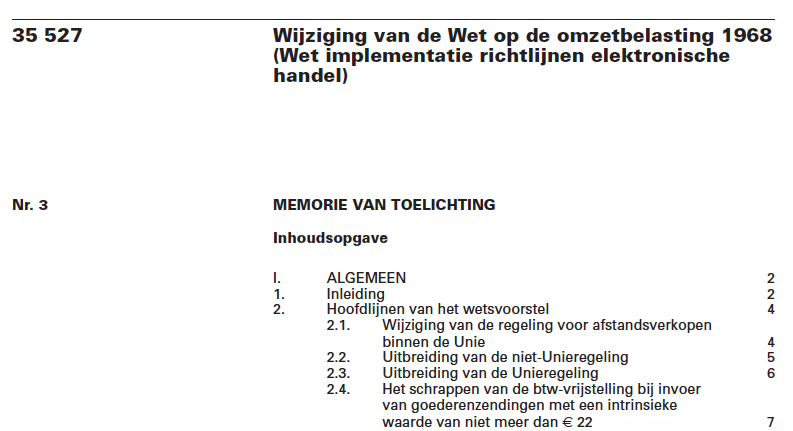 35 527 Wijziging van de Wet op de omzetbelasting 1968
(Wet implementatie richtlijnen elektronische
handel)
Nr. 3 MEMORIE VAN TOELICHTING
Inhoudsopgave
I. ALGEMEEN 2
1. Inleiding 2
2. Hoofdlijnen van het wetsvoorstel 4
2.1. Wijziging van de regeling voor afstandsverkopen
binnen de Unie 4
2.2. Uitbreiding van de niet-Unieregeling 5
2.3. Uitbreiding van de Unieregeling 6
2.4. Het schrappen van de btw-vrijstelling bij invoer
van goederenzendingen met een intrinsieke
waarde van niet meer dan € 22 7